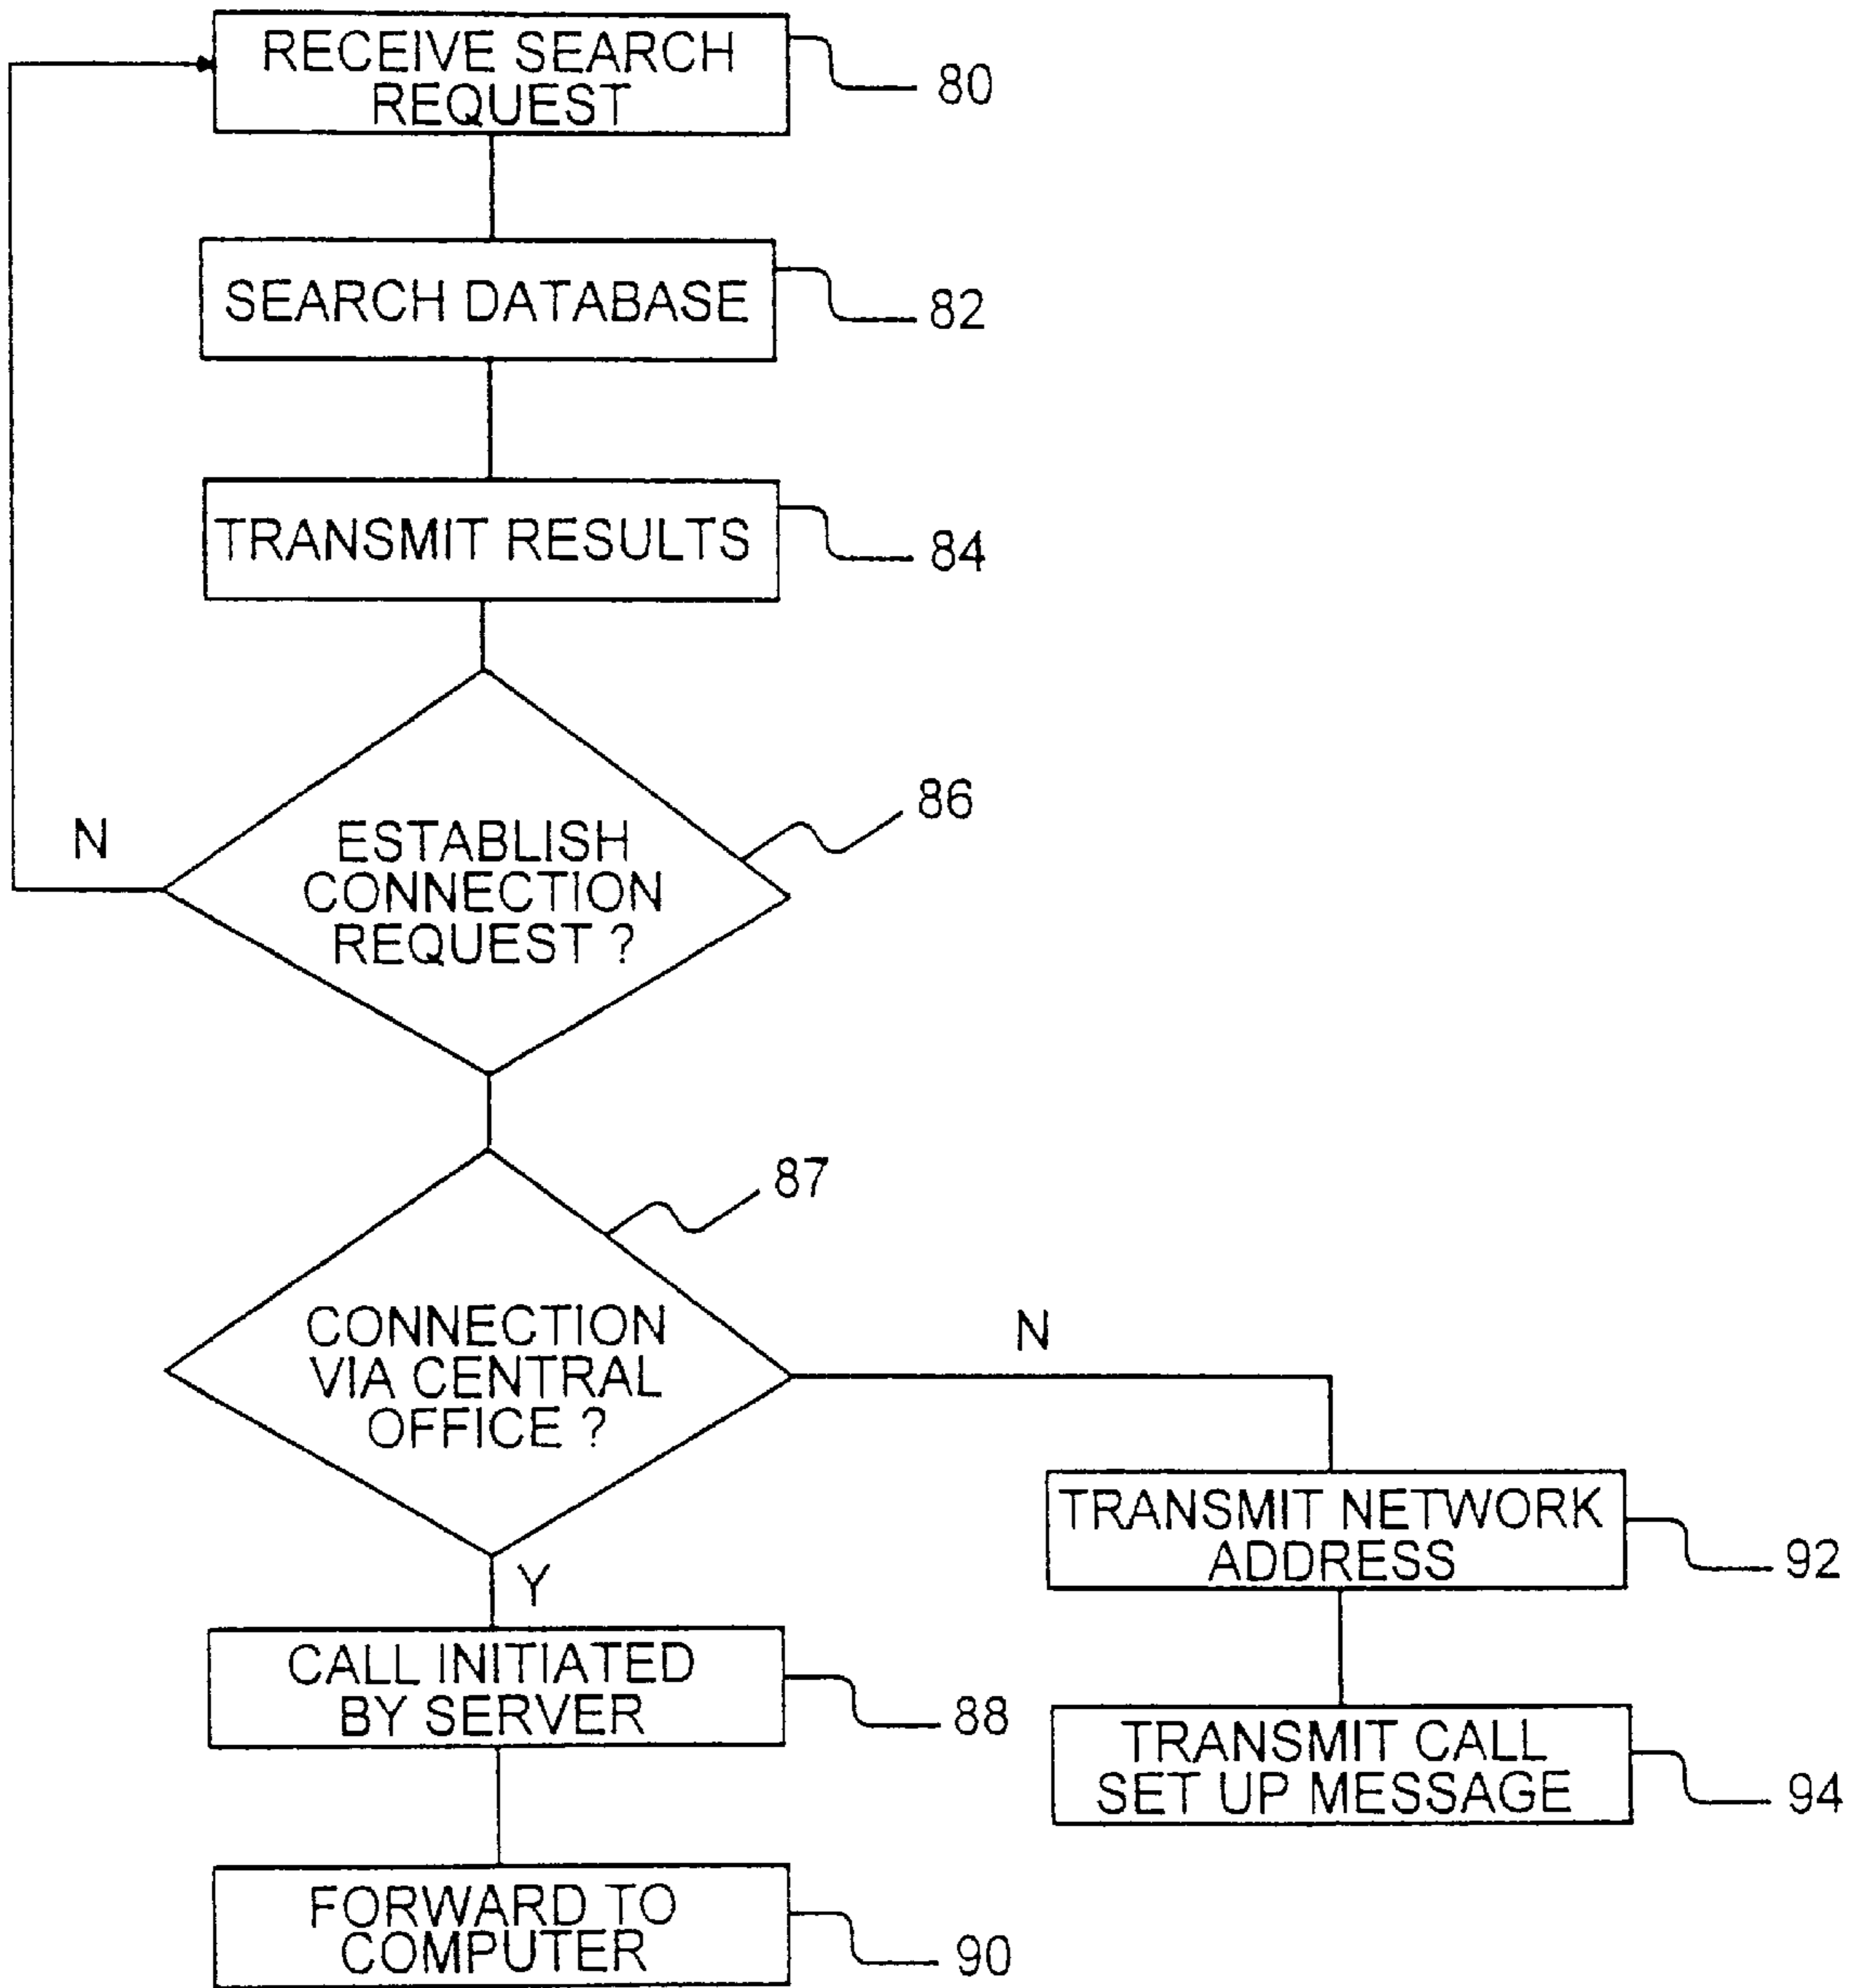 RECEIVE SEARCH
REQUEST
80
SEARCH DATABASE
82
TRANSMIT RESULTS
84
86
N
ESTABLISH
CONNECTION
REQUEST ?
87
CONNECTION
VIA CENTRAL
OFFICE ?
N
Y
TRANSMIT NETWORK
ADDRESS
92
CALL INITIATED
BY SERVER
88
TRANSMIT CALL
SET UP MESSAGE
94
FORWARD TO
COMPUTER
90